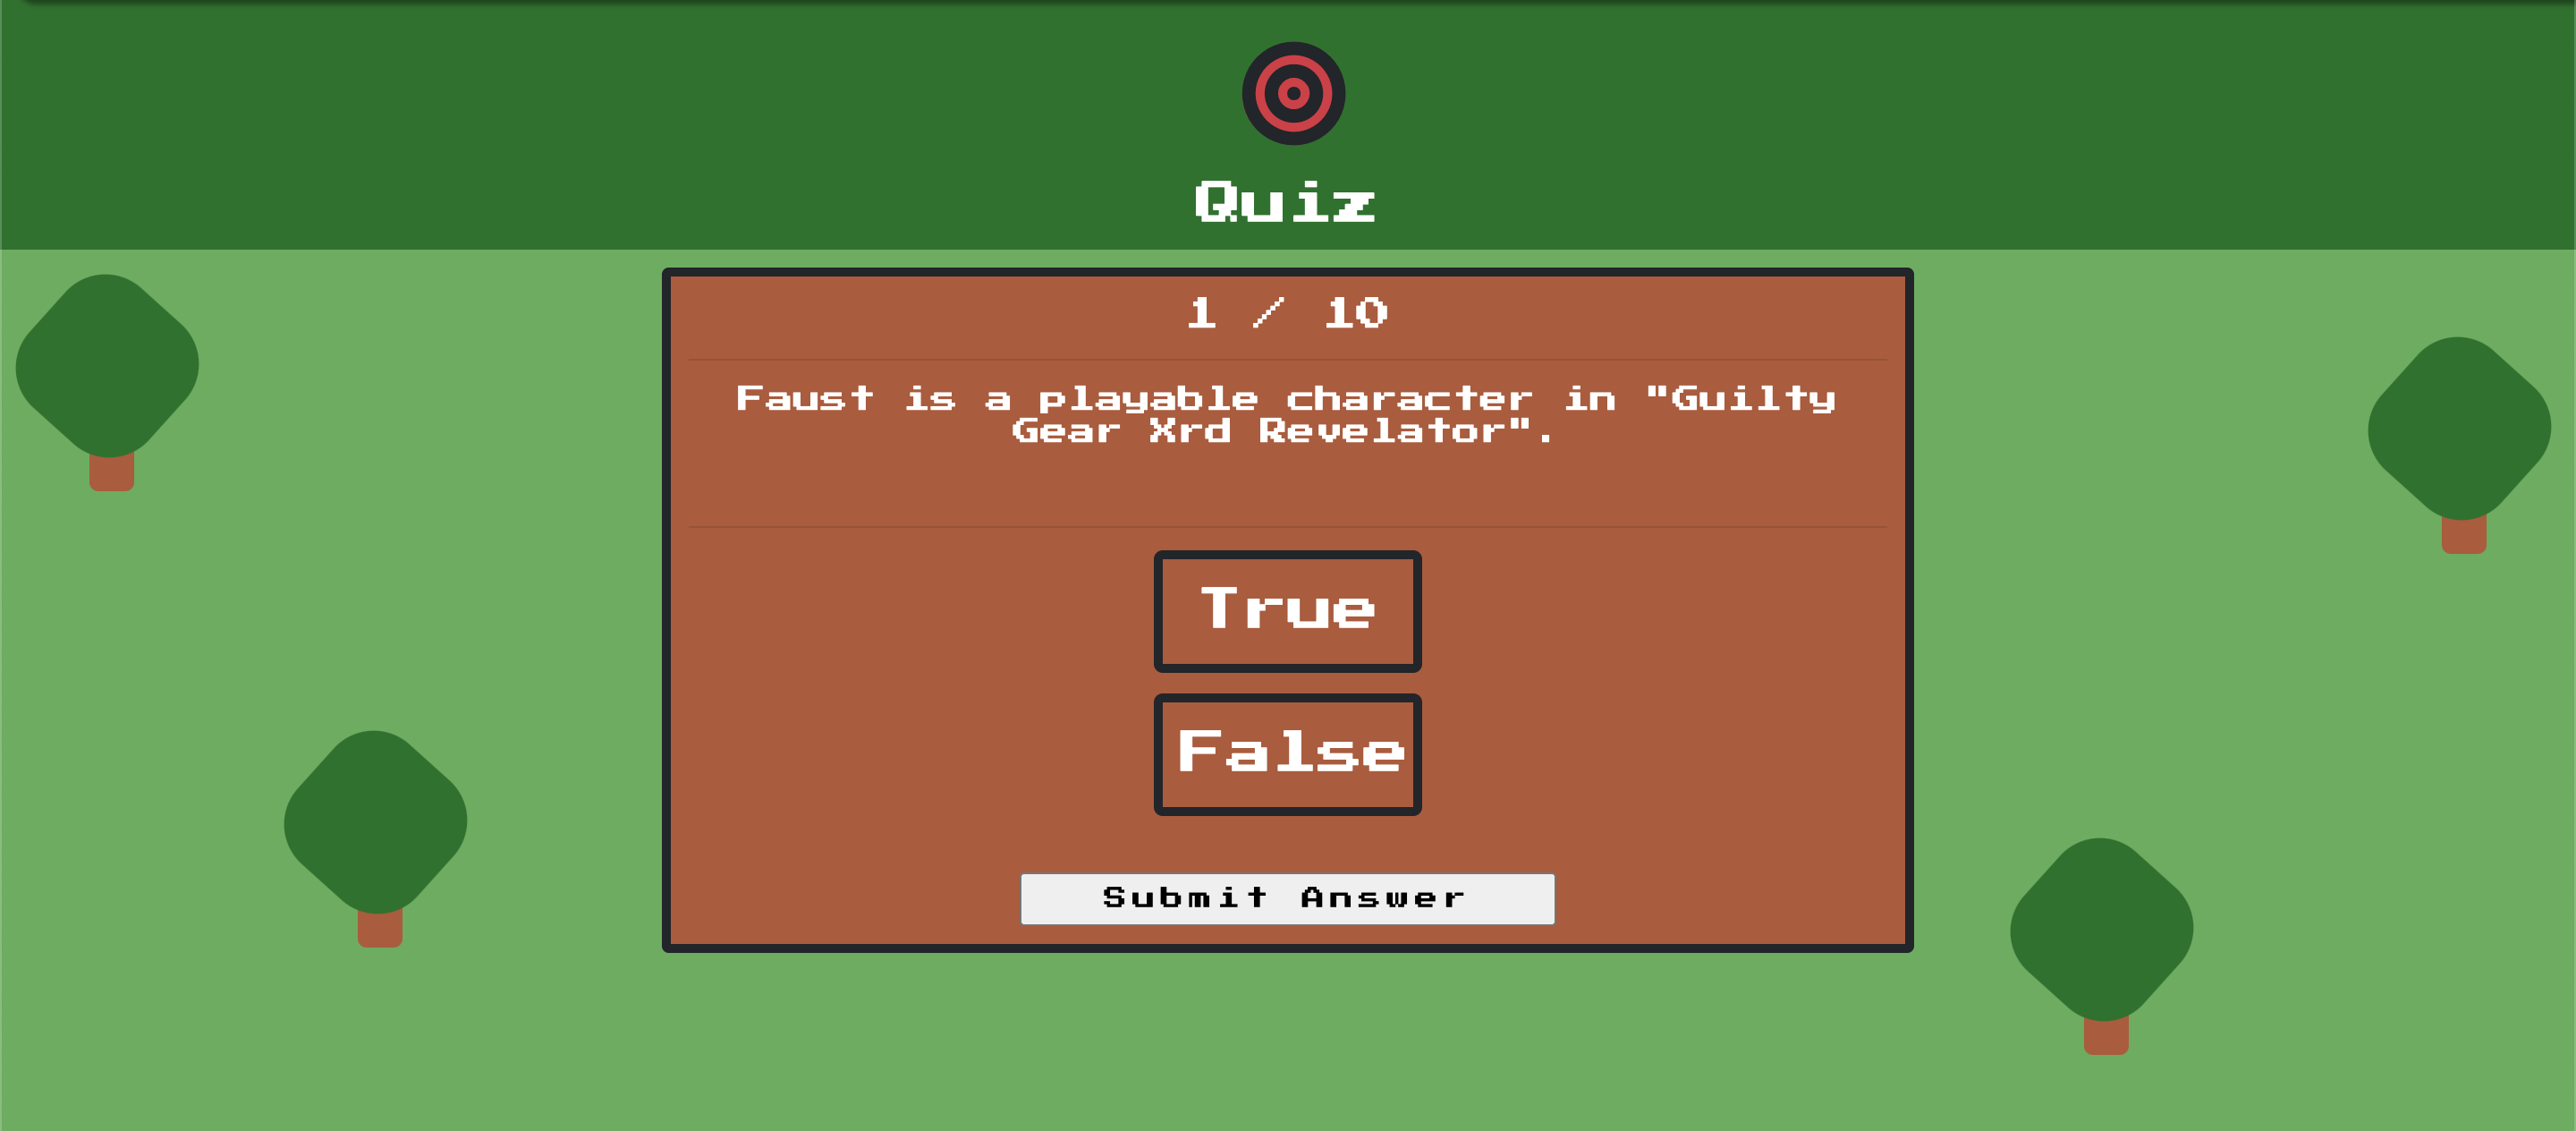 Quiz
1 / 10
Faust is a playable character in "Guilty
Gear Xrd Revelator".
True
False
Submit Answer